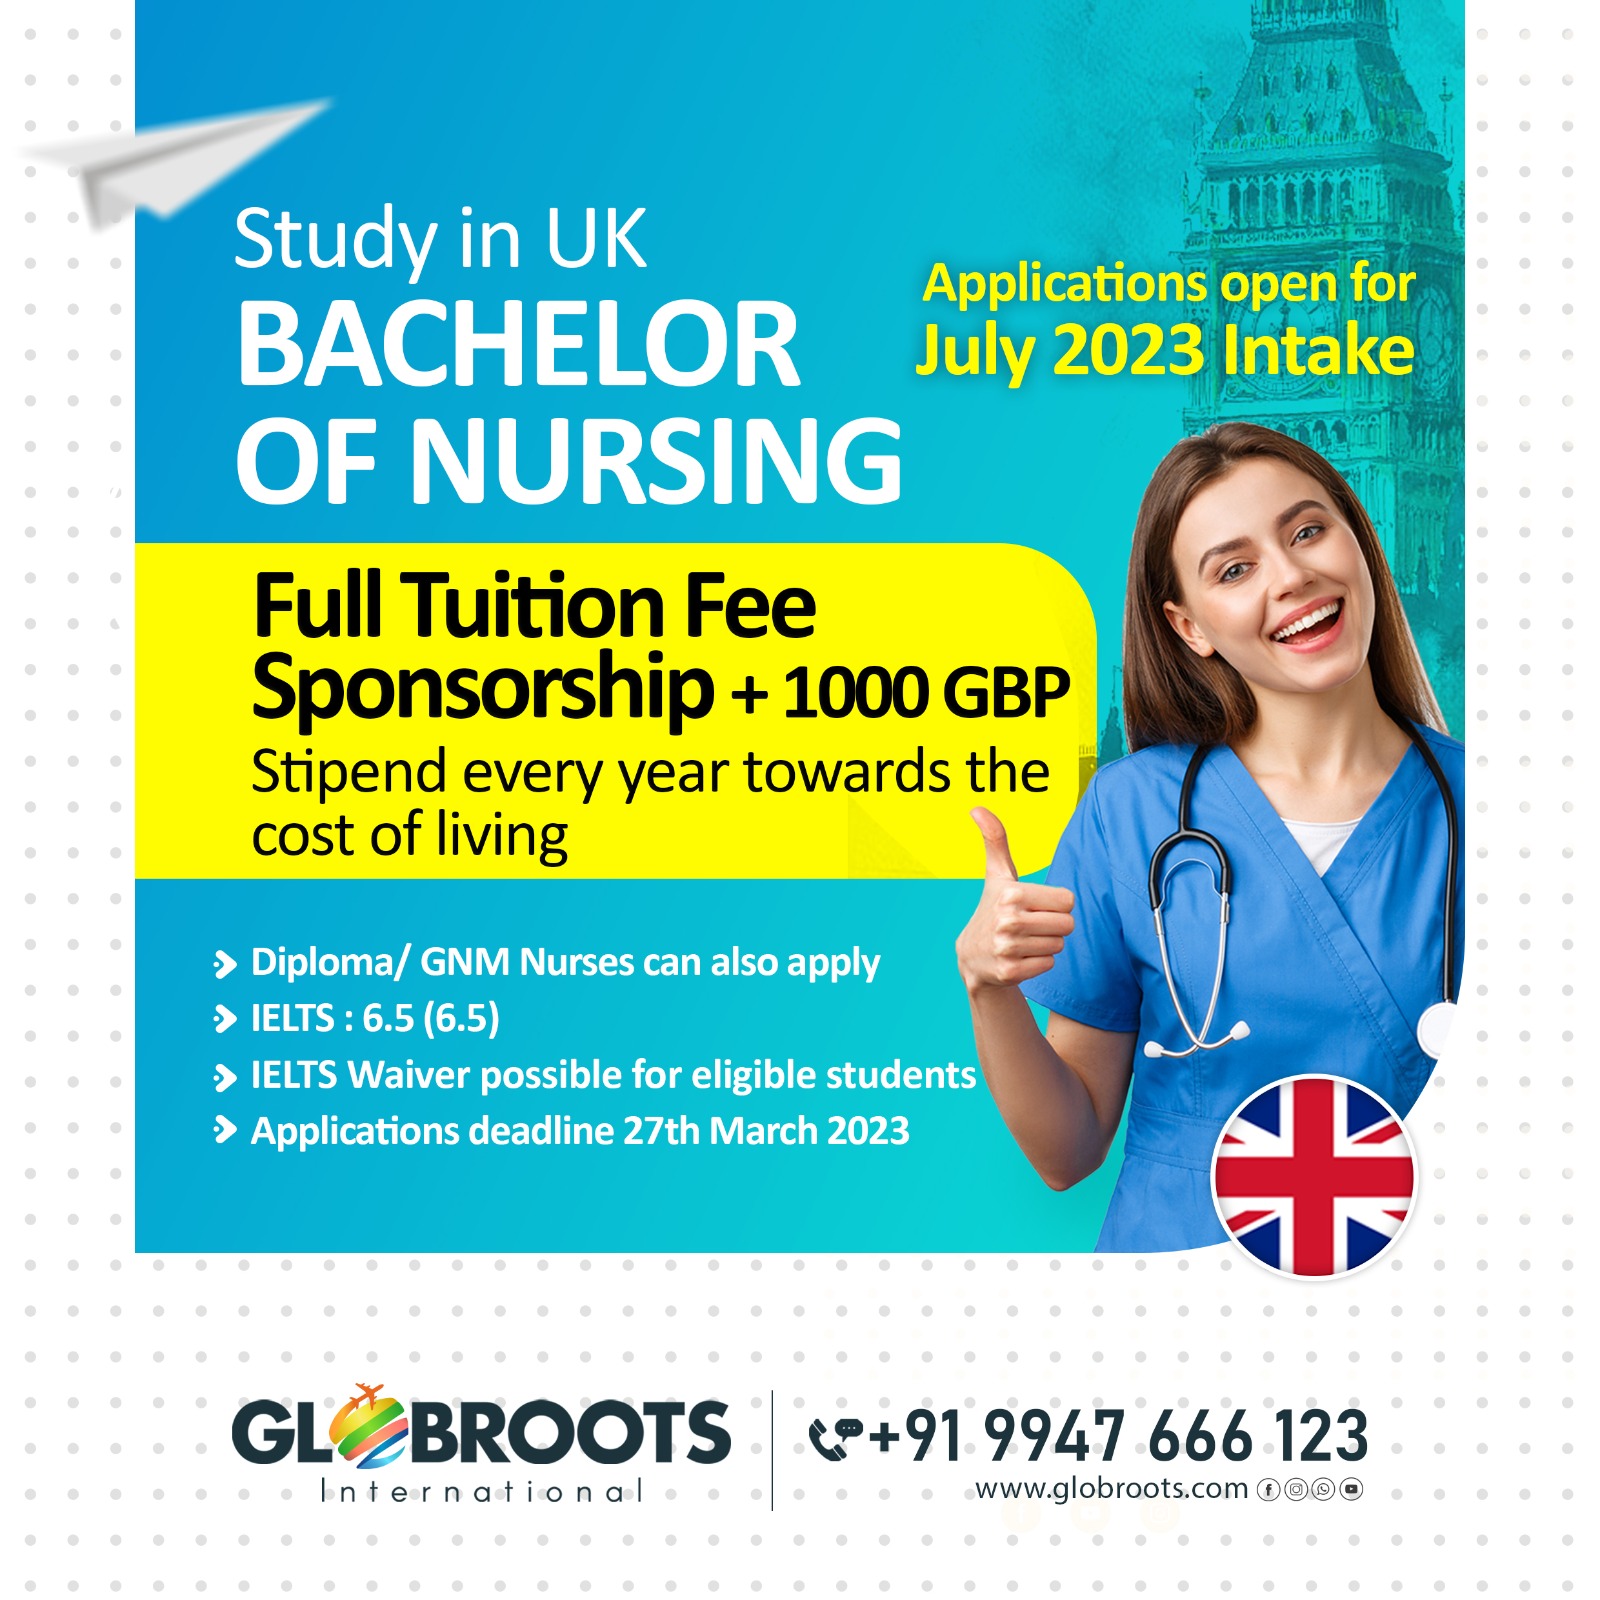 Study in UK
BACHELOR
OF NURSING
Applications open for
July 2023 Intake
Full Tuition Fee
Sponsorship + 1000 GBP
Stipend every year towards the
cost of living
Diploma/ GNM Nurses can also apply
IELTS : 6.5 (6.5)
IELTS Waiver possible for eligible students
Applications deadline 27th March 2023
GLOBROOTS
International
+91 9947 666 123
www.globroots.com